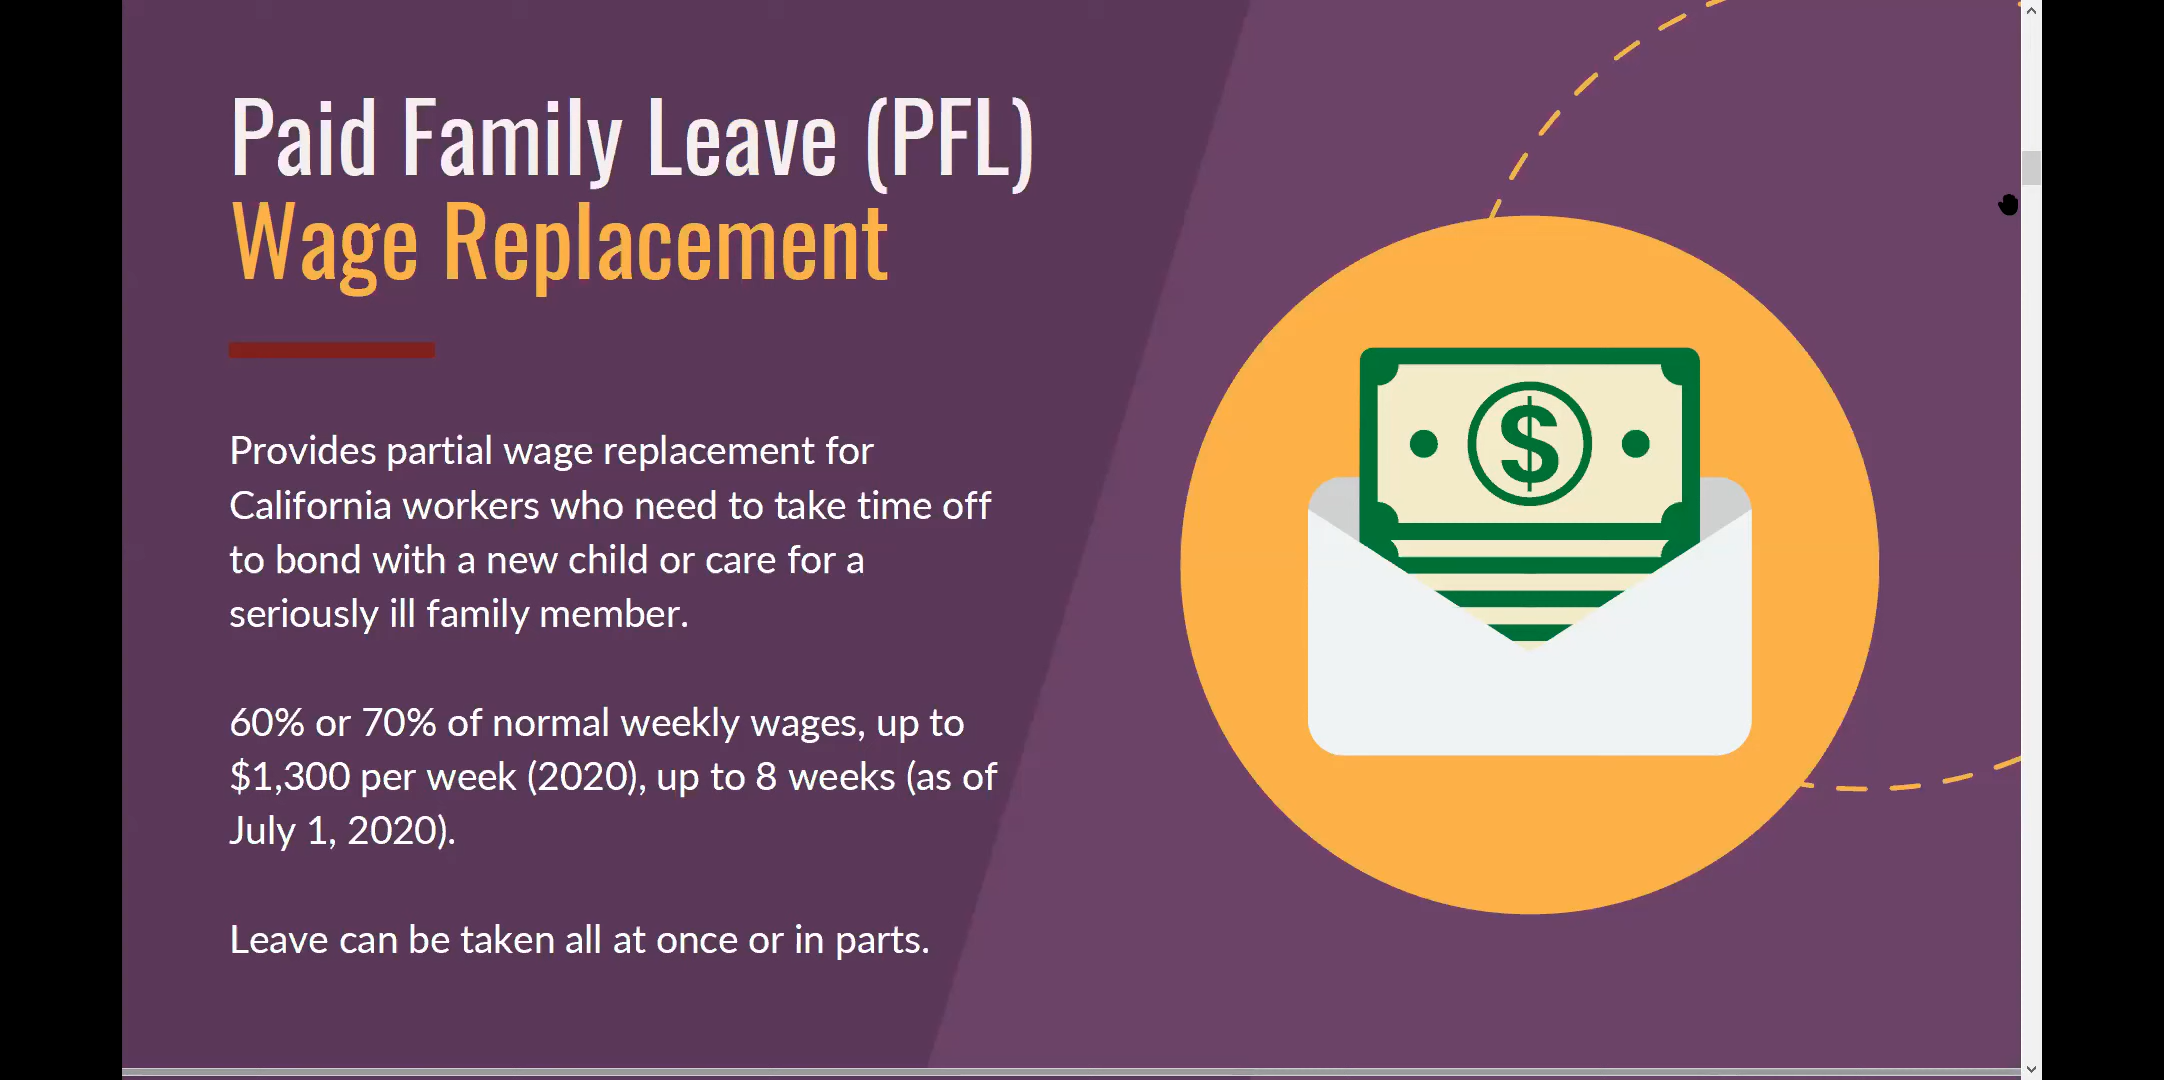 Paid Family Leave (PFL)
Wage Replacement
Provides partial wage replacement for
California workers who need to take time off
to bond with a new child or care for a
seriously ill family member.
60% or 70% of normal weekly wages, up to
$1,300 per week (2020), up to 8 weeks (as of
July 1, 2020).
Leave can be taken all at once or in parts.
$